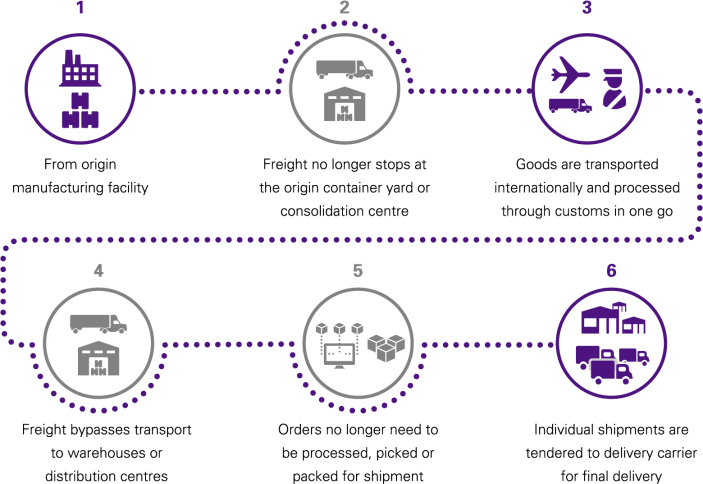 1
From origin
manufacturing facility
2
Freight no longer stops at
the origin container yard or
consolidation centre
3
Goods are transported
internationally and processed
through customs in one go
4
Freight bypasses transport
to warehouses or
distribution centres
5
Orders no longer need to
be processed, picked or
packed for shipment
6
Individual shipments are
tendered to delivery carrier
for final delivery